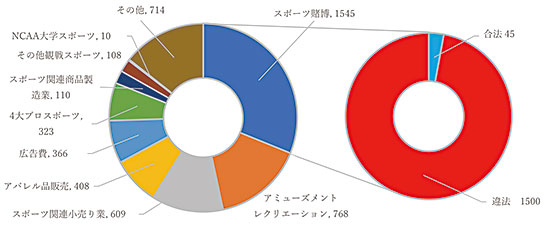 その他, 714
スポーツ賭博, 1545
NCAA大学スポーツ, 10
その他観戦スポーツ, 108
スポーツ関連商品製
造業, 110
4大プロスポーツ,
323
広告費, 366
アパレル品販売, 408
スポーツ関連小売り業, 609
アミューズメント
レクリエーション, 768
合法 45
違法 1500